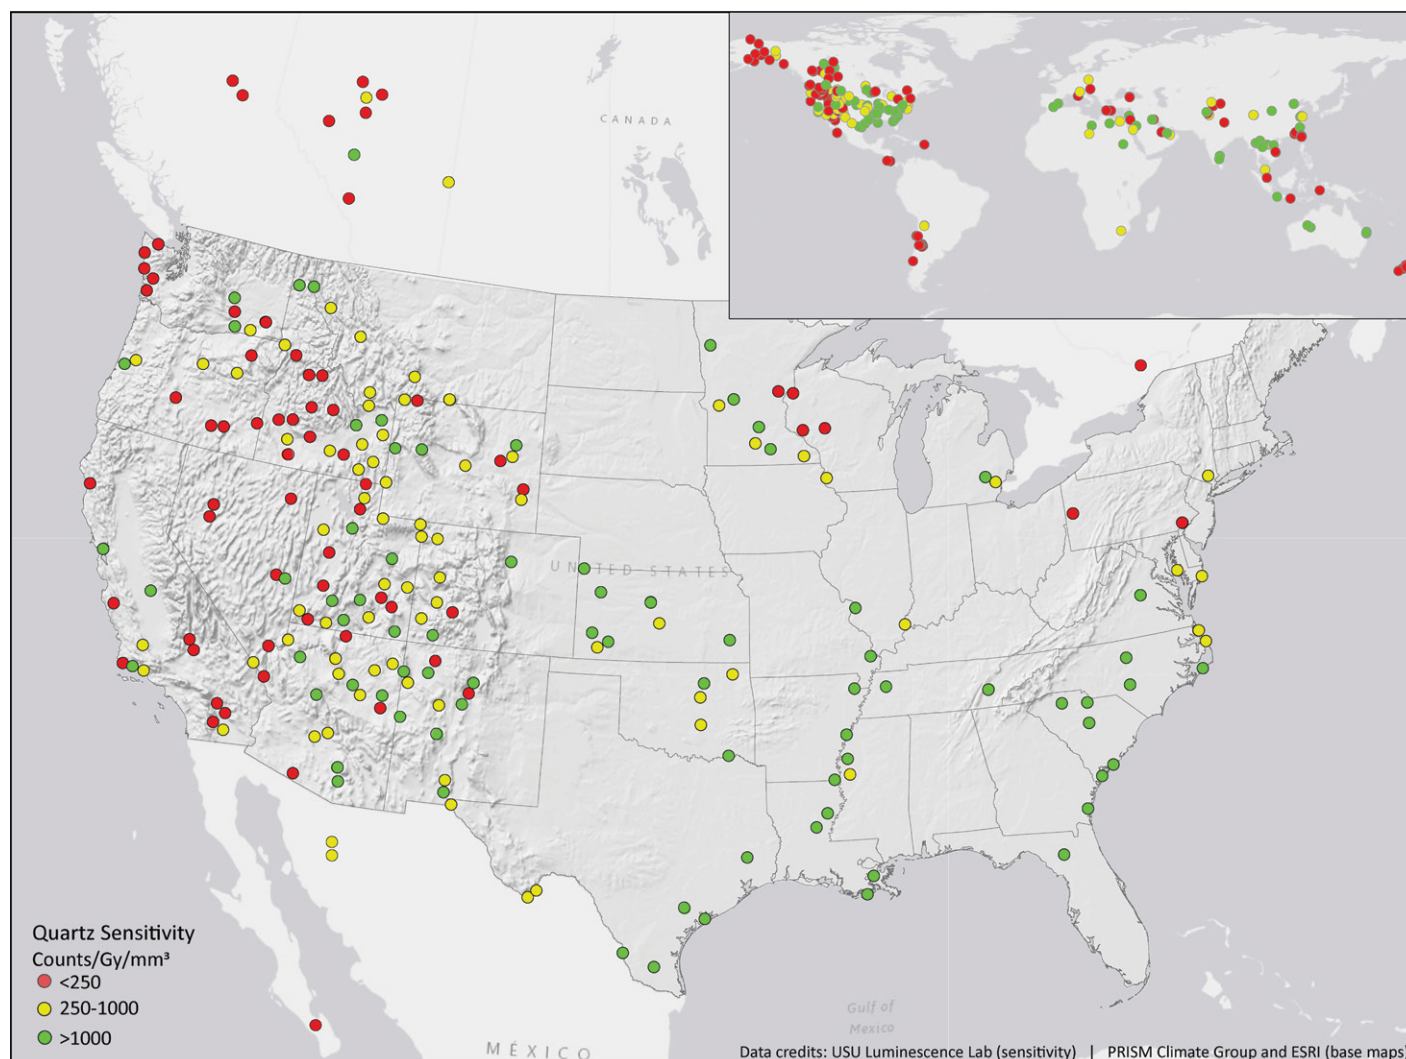 CANADA
UNITED STATES
Quartz Sensitivity
Counts/Gy/mm³
<250
250-1000
>1000
Gulf of
Mexico
MÉXICO
Data credits: USU Luminescence Lab (sensitivity) | PRISM Climate Group and ESRI (base maps)